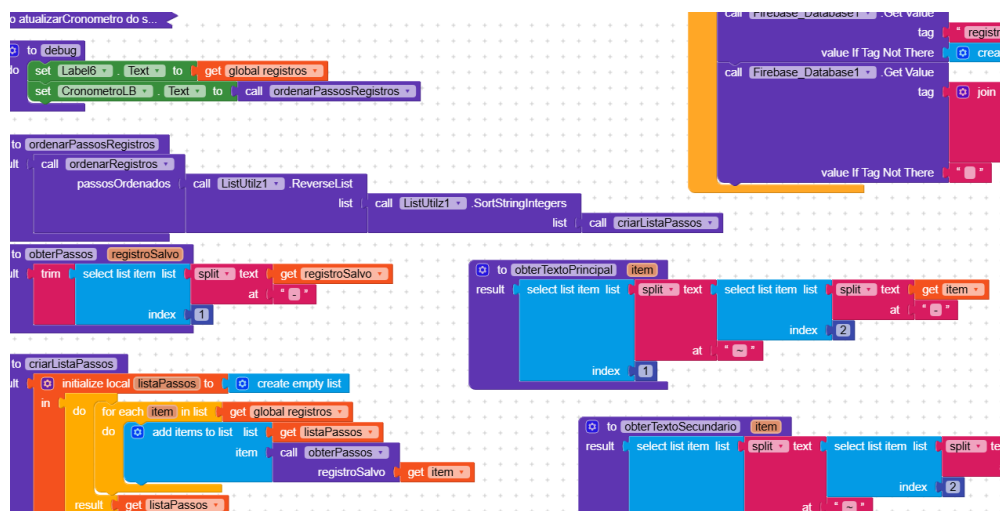 o atualizarCronometro do s...
to debug
do set Label6 . Text to get global registros
set CronometroLB . Text to call ordenarPassosRegistros
call Firebase_Database1 .Get Value
tag " registr
value If Tag Not There crea
call Firebase_Database1 .Get Value
tag join
value If Tag Not There " "
to ordenarPassosRegistros
ult call ordenarRegistros
passosOrdenados call ListUtilz1 .ReverseList
list call ListUtilz1 .SortStringIntegers
list call criarListaPassos
to obterPassos registroSalvo
ult trim select list item list split text get registroSalvo
at " - "
index 1
to obterTextoPrincipal item
result select list item list split text select list item list split text get item
at " - "
index 2
at " ~ "
index 1
to criarListaPassos
ult initialize local listaPassos to create empty list
in do for each item in list get global registros
do add items to list list get listaPassos
item call obterPassos
registroSalvo get item
result get listaPassos
to obterTextoSecundario item
result select list item list split text select list item list split te
index 2
at " ~ "